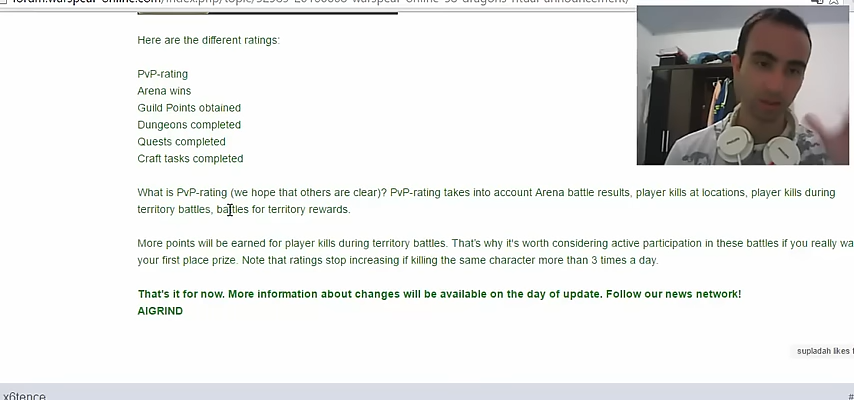 Here are the different ratings:
PvP-rating
Arena wins
Guild Points obtained
Dungeons completed
Quests completed
Craft tasks completed
What is PvP-rating (we hope that others are clear)? PvP-rating takes into account Arena battle results, player kills at locations, player kills during
territory battles, battles for territory rewards.
More points will be earned for player kills during territory battles. That's why it's worth considering active participation in these battles if you really wa
your first place prize. Note that ratings stop increasing if killing the same character more than 3 times a day.
That's it for now. More information about changes will be available on the day of update. Follow our news network!
AIGRIND
supladah likes
x6tence
#